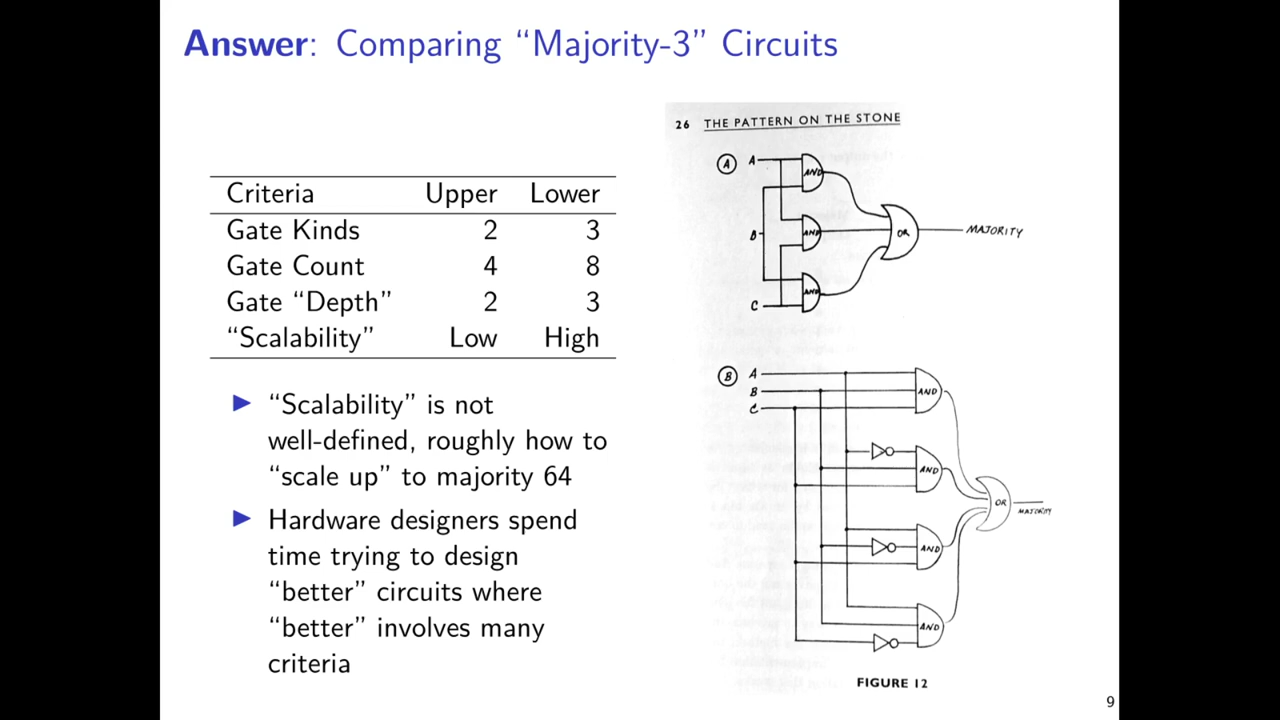 Answer: Comparing “Majority-3” Circuits
Criteria Upper Lower
Gate Kinds 2 3
Gate Count 4 8
Gate “Depth” 2 3
“Scalability” Low High
▶ “Scalability” is not
well-defined, roughly how to
“scale up” to majority 64
▶ Hardware designers spend
time trying to design
“better” circuits where
“better” involves many
criteria
26 THE PATTERN ON THE STONE
A A
AND
B
AND
OR
MAJORITY
AND
C
B A
B
C
AND
AND
OR
MAJORITY
AND
AND
FIGURE 12
9